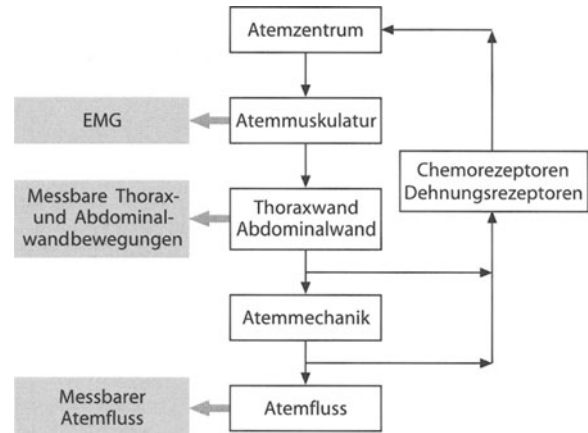 Atemzentrum
EMG
Atemmuskulatur
Chemorezeptoren
Dehnungsrezeptoren
Messbare Thorax-
und Abdominal-
wandbewegungen
Thoraxwand
Abdominalwand
Atemmechanik
Messbarer
Atemfluss
Atemfluss